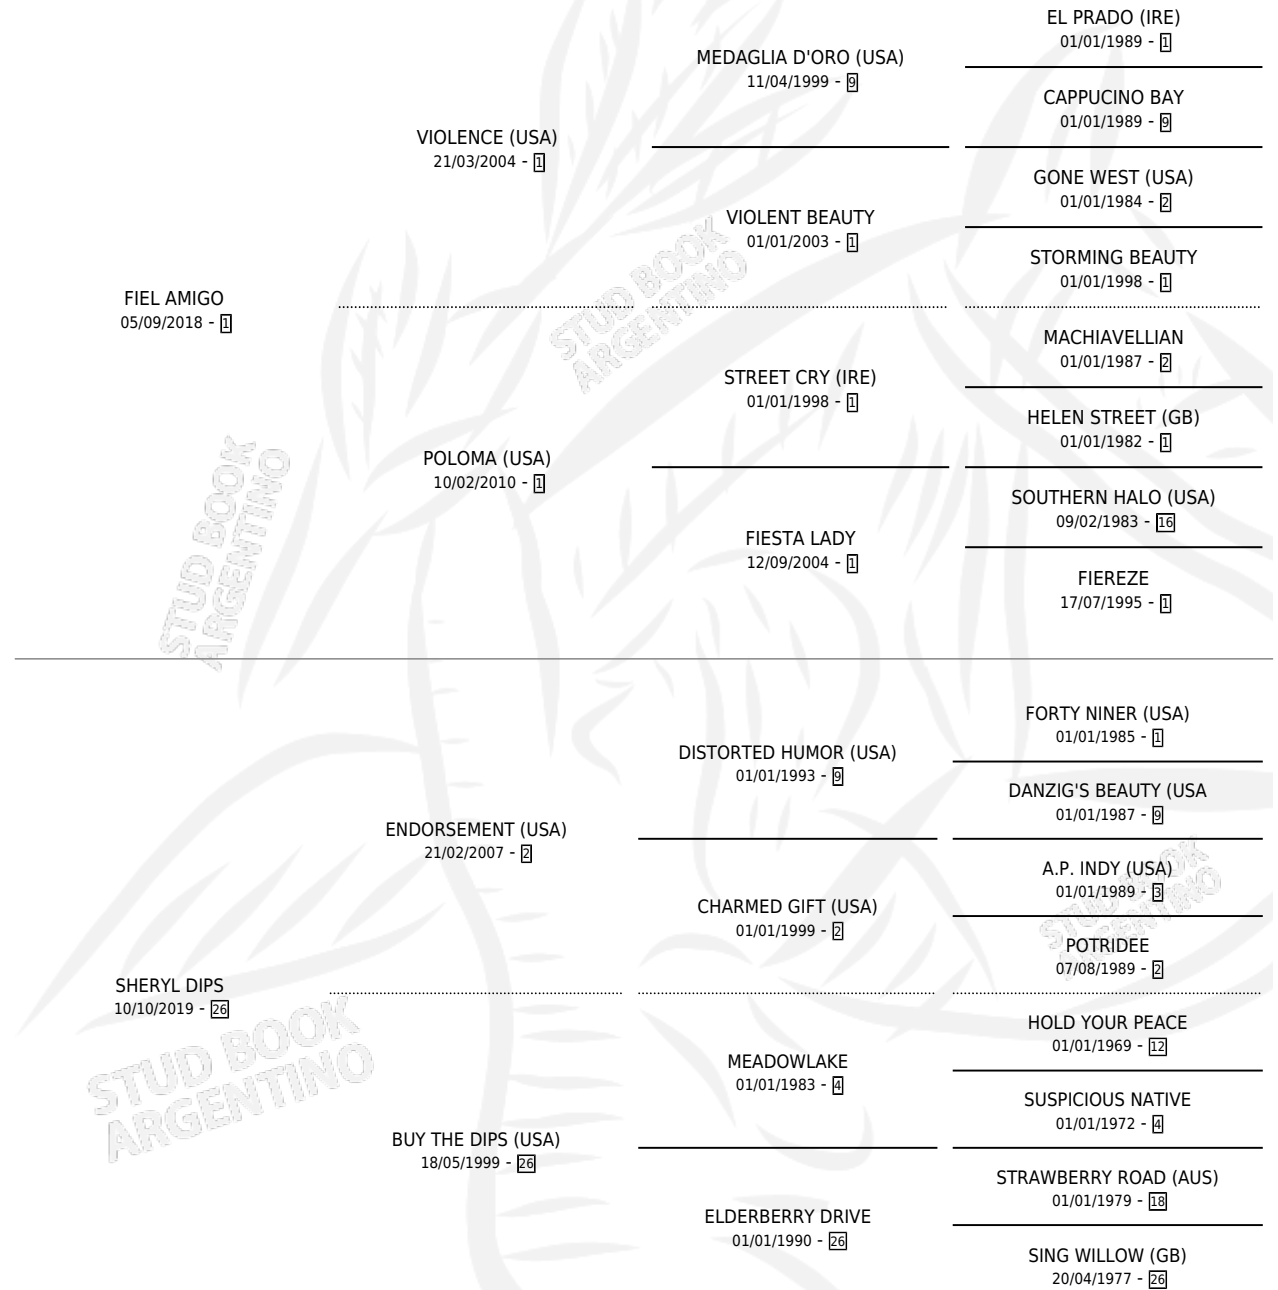 EL PRADO (IRE)
01/01/1989 - 1
MEDAGLIA D'ORO (USA)
11/04/1999 - 9
CAPPUCINO BAY
01/01/1989 - 9
VIOLENCE (USA)
21/03/2004 - 1
GONE WEST (USA)
01/01/1984 - 2
VIOLENT BEAUTY
01/01/2003 - 1
STORMING BEAUTY
01/01/1998 - 1
FIEL AMIGO
05/09/2018 - 1
STUD BOOK
ARGENTINO
MACHIAVELLIAN
01/01/1987 - 2
STREET CRY (IRE)
01/01/1998 - 1
HELEN STREET (GB)
01/01/1982 - 1
POLOMA (USA)
10/02/2010 - 1
SOUTHERN HALO (USA)
09/02/1983 - 16
FIESTA LADY
12/09/2004 - 1
FIEREZE
17/07/1995 - 1
STUD BOOK
ARGENTINO
FORTY NINER (USA)
01/01/1985 - 1
DISTORTED HUMOR (USA)
01/01/1993 - 9
DANZIG'S BEAUTY (USA
01/01/1987 - 9
ENDORSEMENT (USA)
21/02/2007 - 2
A.P. INDY (USA)
01/01/1989 - 3
CHARMED GIFT (USA)
01/01/1999 - 2
POTRIDEE
07/08/1989 - 2
STUD BOOK
ARGENTINO
SHERYL DIPS
10/10/2019 - 26
HOLD YOUR PEACE
01/01/1969 - 12
MEADOWLAKE
01/01/1983 - 4
SUSPICIOUS NATIVE
01/01/1972 - 4
STUD BOOK
ARGENTINO
BUY THE DIPS (USA)
18/05/1999 - 26
STRAWBERRY ROAD (AUS)
01/01/1979 - 18
ELDERBERRY DRIVE
01/01/1990 - 26
SING WILLOW (GB)
20/04/1977 - 26